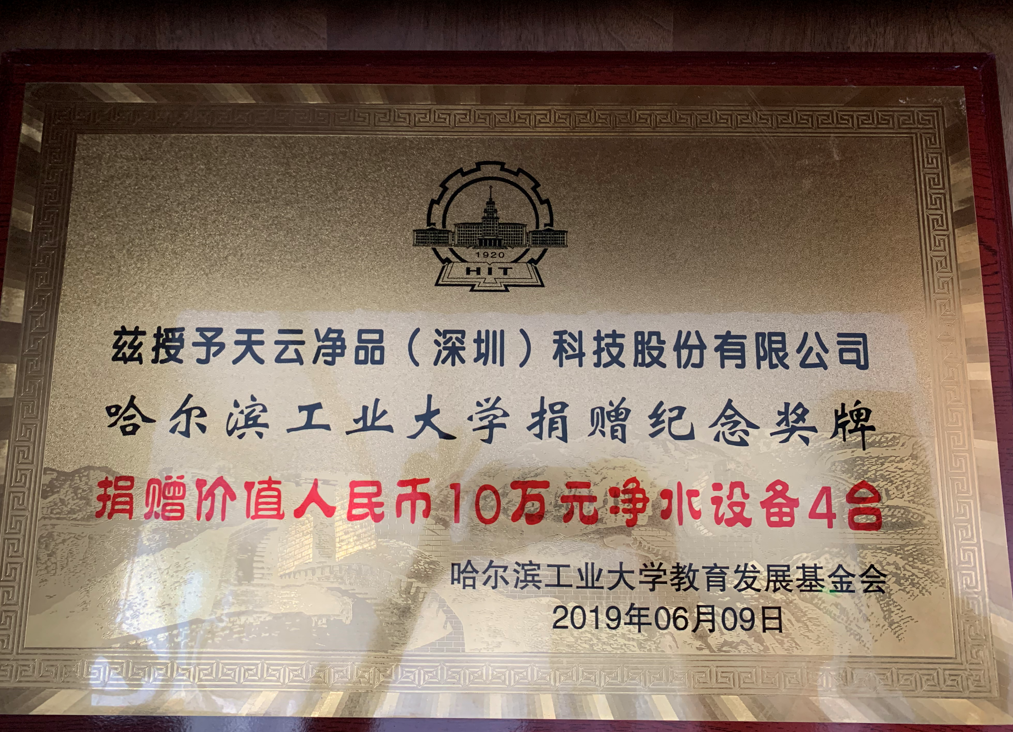 1920
HIT
兹授予天云净品（深圳）科技股份有限公司
哈尔滨工业大学捐赠纪念奖牌
捐赠价值人民币10万元净水设备4台
哈尔滨工业大学教育发展基金会
2019年06月09日